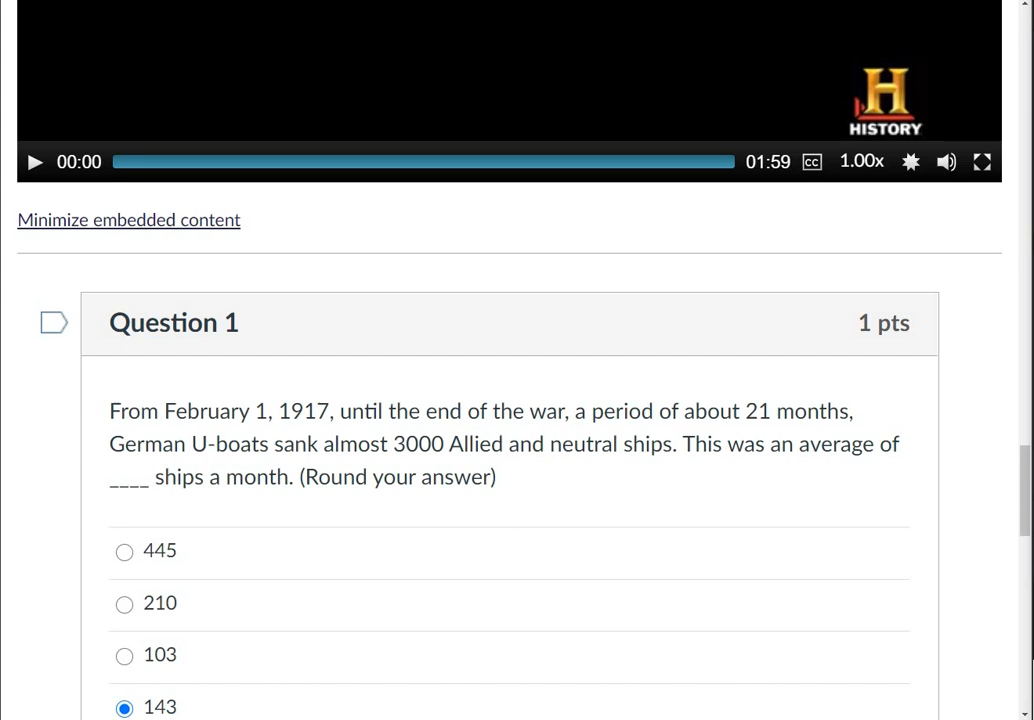 HISTORY
00:00 01:59 CC 1.00x
Minimize embedded content
Question 1 1 pts
From February 1, 1917, until the end of the war, a period of about 21 months,
German U-boats sank almost 3000 Allied and neutral ships. This was an average of
____ ships a month. (Round your answer)
445
210
103
143